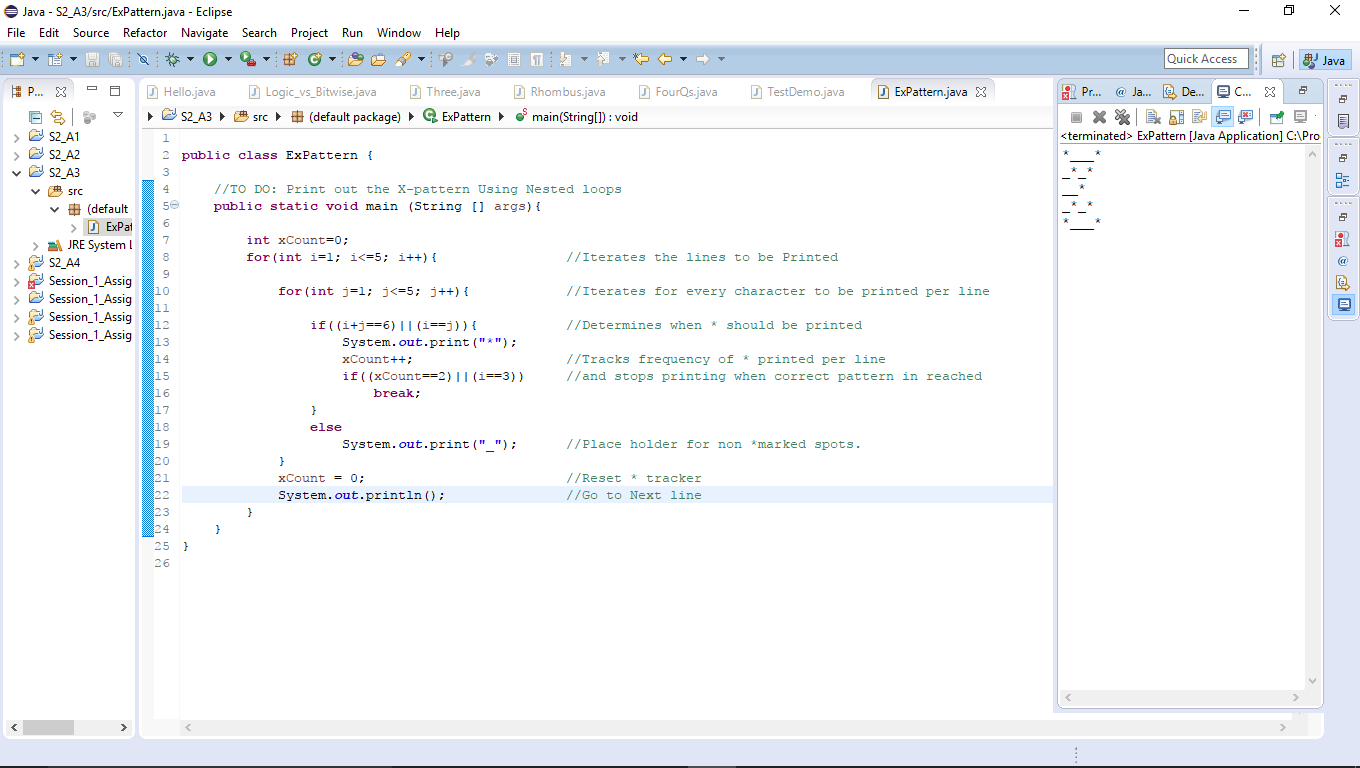 Java - S2_A3/src/ExPattern.java - Eclipse
File Edit Source Refactor Navigate Search Project Run Window Help
Quick Access Java
P...
S2_A1
S2_A2
S2_A3
src
(default
ExPat
JRE System L
S2_A4
Session_1_Assig
Session_1_Assig
Session_1_Assig
Session_1_Assig
Hello.java Logic_vs_Bitwise.java Three.java Rhombus.java FourQs.java TestDemo.java ExPattern.java
S2_A3 src (default package) ExPattern main(String[]) : void
1
2 public class ExPattern {
3
4 //TO DO: Print out the X-pattern Using Nested loops
5 public static void main (String [] args){
6
7 int xCount=0;
8 for(int i=1; i<=5; i++){ //Iterates the lines to be Printed
9
10 for(int j=1; j<=5; j++){ //Iterates for every character to be printed per line
11
12 if((i+j==6)||(i==j)){ //Determines when * should be printed
13 System.out.print("*");
14 xCount++; //Tracks frequency of * printed per line
15 if((xCount==2)||(i==3)) //and stops printing when correct pattern in reached
16 break;
17 }
18 else
19 System.out.print("_"); //Place holder for non *marked spots.
20 }
21 xCount = 0; //Reset * tracker
22 System.out.println(); //Go to Next line
23 }
24 }
25 }
26
Pr... @ Ja... De... C...
<terminated> ExPattern [Java Application] C:\Pro
*___*
_*_*
__*
_*_*
*___*